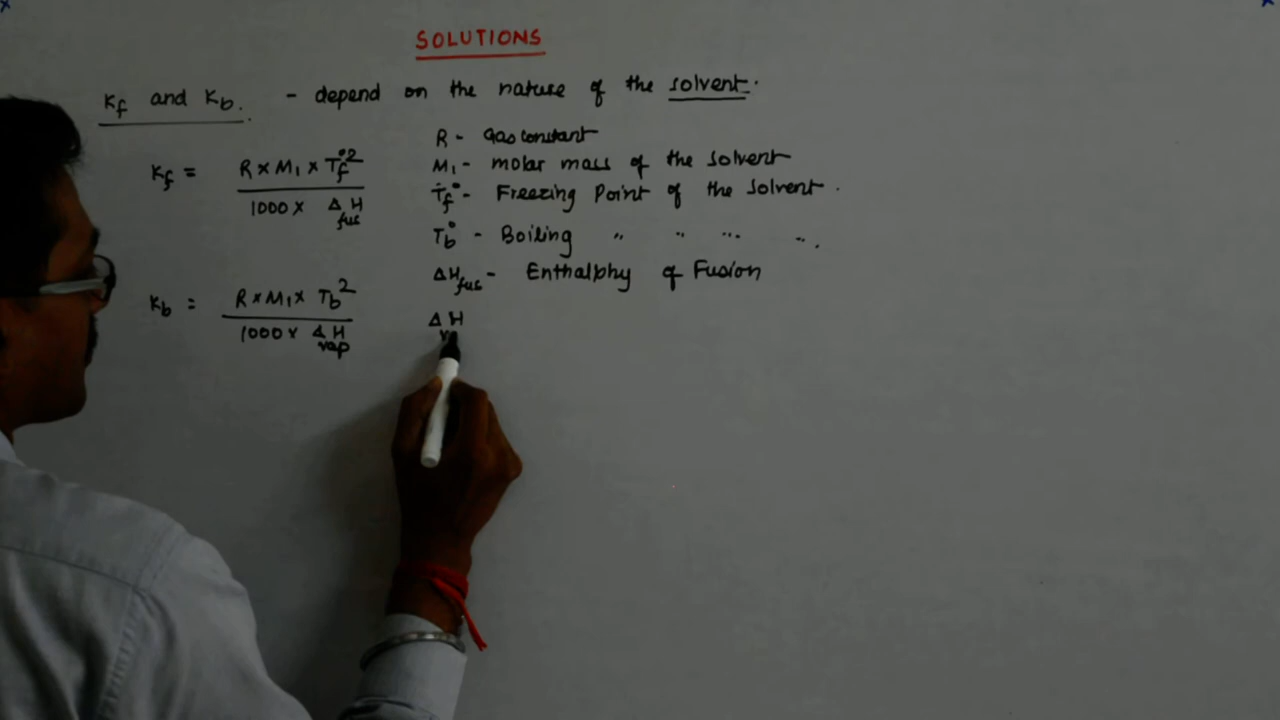 SOLUTIONS
Kf and Kb. - depend on the nature of the solvent.
Kf = R × M1 × Tf°2 / 1000 × ΔHfus
R - Gas constant
M1 - molar mass of the solvent
Tf° - Freezing Point of the Solvent.
Tb° - Boiling " " " ".
ΔHfus - Enthalphy of Fusion
Kb = R × M1 × Tb2 / 1000 × ΔHvap
ΔH